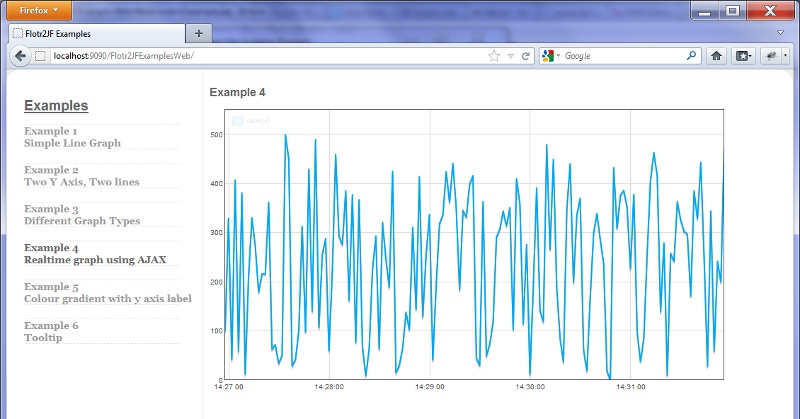 Firefox
Flotr2JF Examples
localhost:9090/Flotr2JFExamplesWeb/
Google
Examples
Example 1
Simple Line Graph
Example 2
Two Y Axis, Two lines
Example 3
Different Graph Types
Example 4
Realtime graph using AJAX
Example 5
Colour gradient with y axis label
Example 6
Tooltip
Example 4
500
400
300
200
100
0
14:27:00
14:28:00
14:29:00
14:30:00
14:31:00